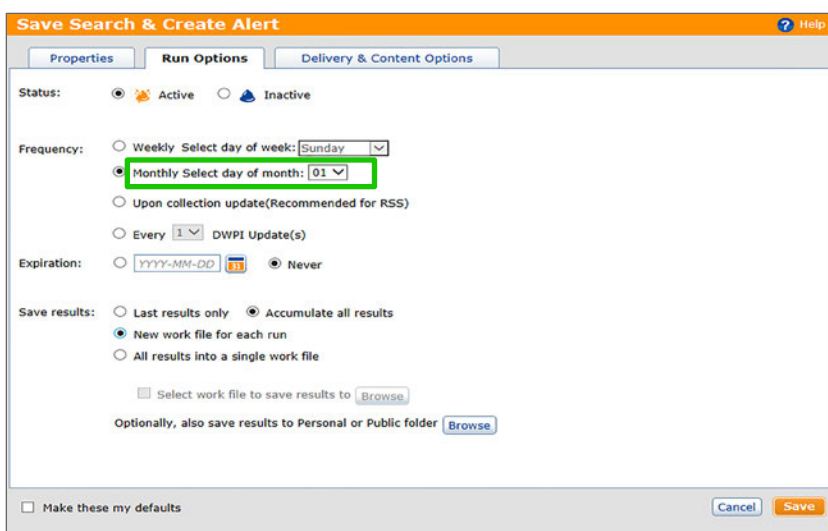 Save Search & Create Alert
Help
Properties
Run Options
Delivery & Content Options
Status: Active Inactive
Frequency: Weekly Select day of week: Sunday
Monthly Select day of month: 01
Upon collection update(Recommended for RSS)
Every 1 DWPI Update(s)
Expiration: YYYY-MM-DD 31 Never
Save results: Last results only Accumulate all results
New work file for each run
All results into a single work file
Select work file to save results to Browse
Optionally, also save results to Personal or Public folder Browse
Make these my defaults
Cancel
Save